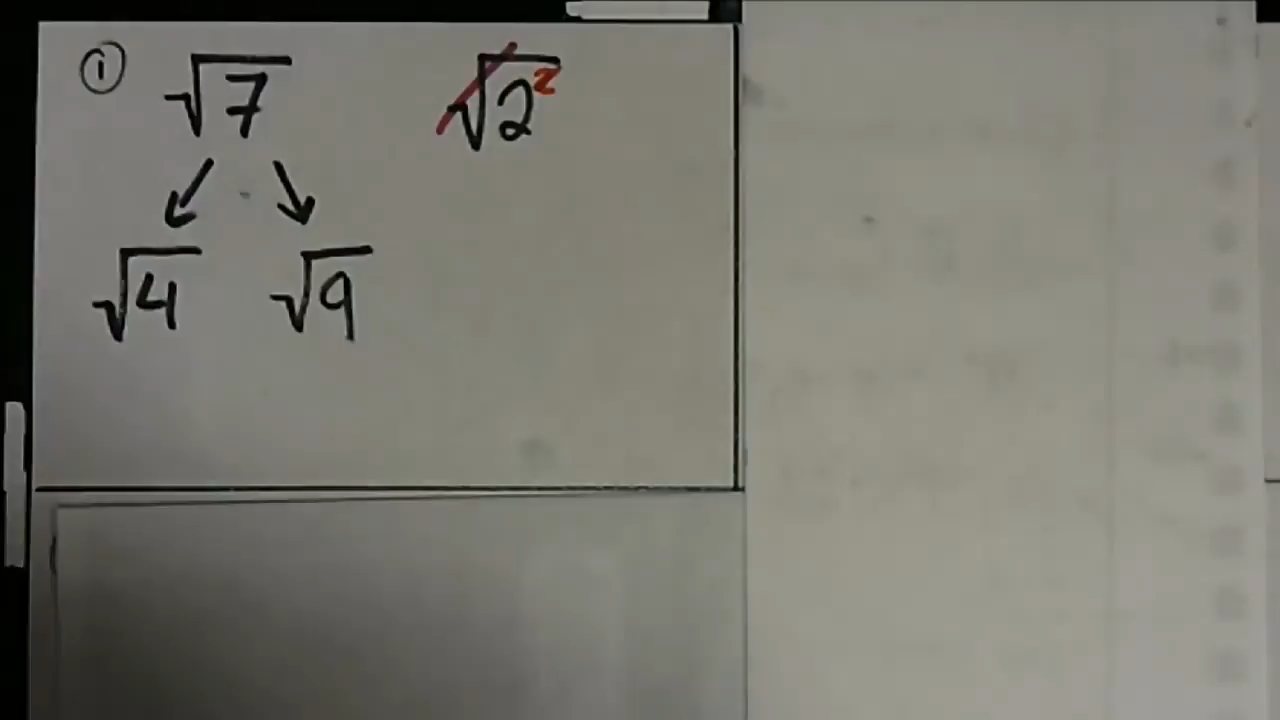 ① √7 √2²
√4 √9